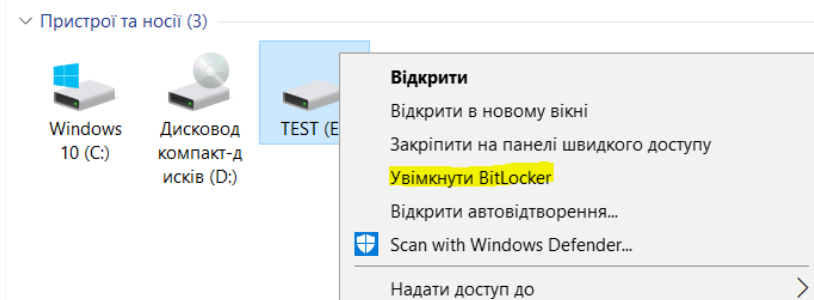 Пристрої та носії (3)
Windows
10 (C:)
Дисковод
компакт-д
исків (D:)
TEST (E
Відкрити
Відкрити в новому вікні
Закріпити на панелі швидкого доступу
Увімкнути BitLocker
Відкрити автовідтворення...
Scan with Windows Defender...
Надати доступ до